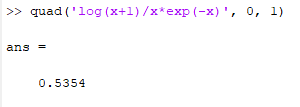 >> quad('log(x+1)/x*exp(-x)', 0, 1)
ans =
0.5354